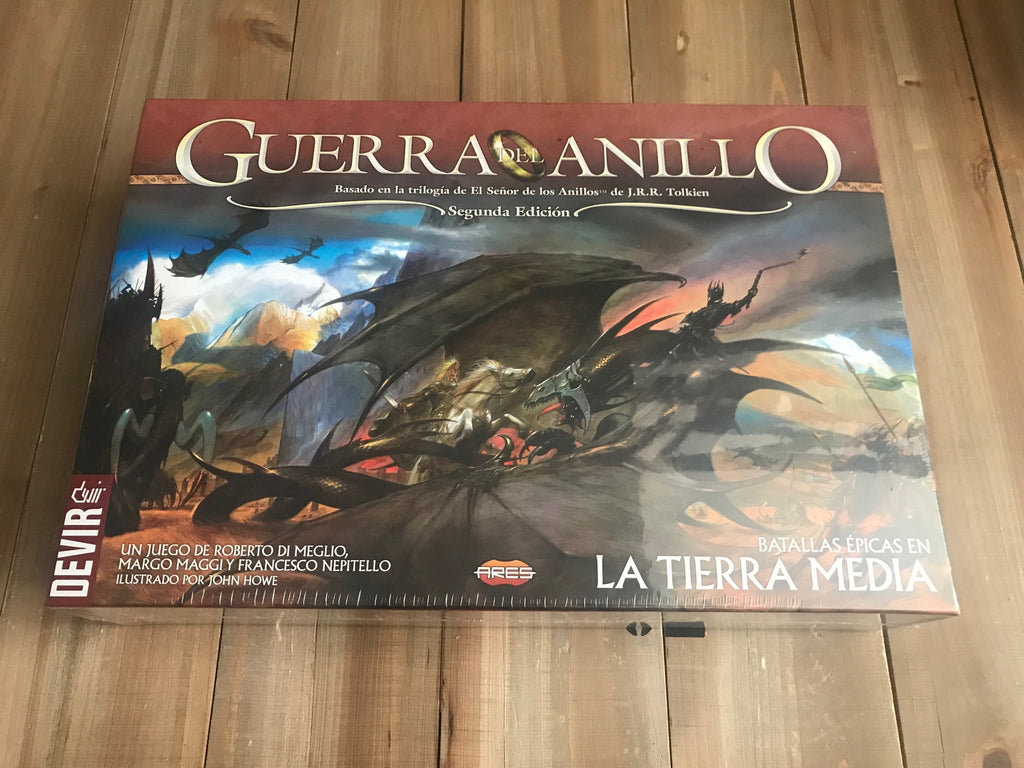 GUERRA DEL ANILLO
Basado en la trilogía de El Señor de los Anillos™ de J.R.R. Tolkien
Segunda Edición
DEVIR
devir
UN JUEGO DE ROBERTO DI MEGLIO,
MARGO MAGGI Y FRANCESCO NEPITELLO
ILUSTRADO POR JOHN HOWE
ARES
BATALLAS ÉPICAS EN
LA TIERRA MEDIA